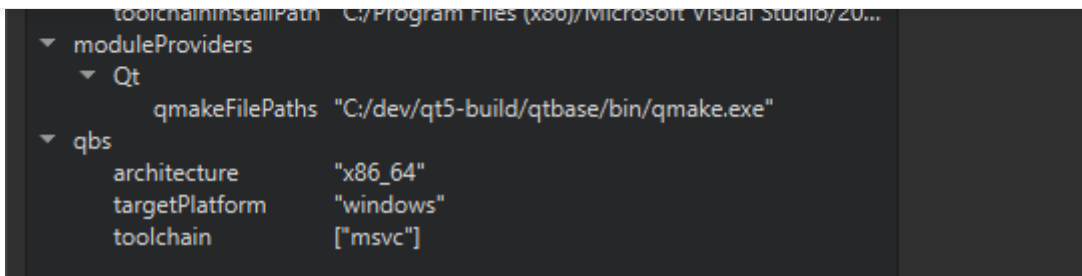 toolchainInstallPath "C:/Program Files (x86)/Microsoft Visual Studio/20...
moduleProviders
Qt
qmakeFilePaths "C:/dev/qt5-build/qtbase/bin/qmake.exe"
qbs
architecture "x86_64"
targetPlatform "windows"
toolchain ["msvc"]